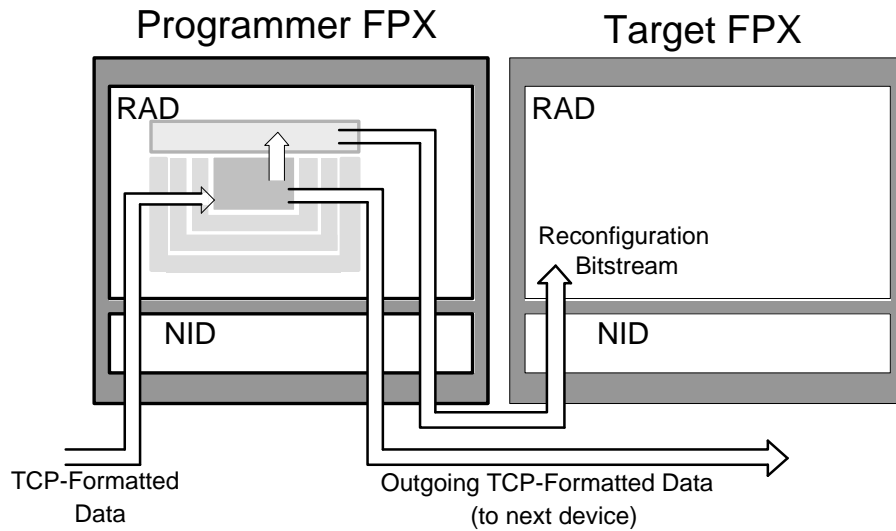 Programmer FPX
Target FPX
RAD
RAD
Reconfiguration
Bitstream
NID
NID
TCP-Formatted
Data
Outgoing TCP-Formatted Data
(to next device)